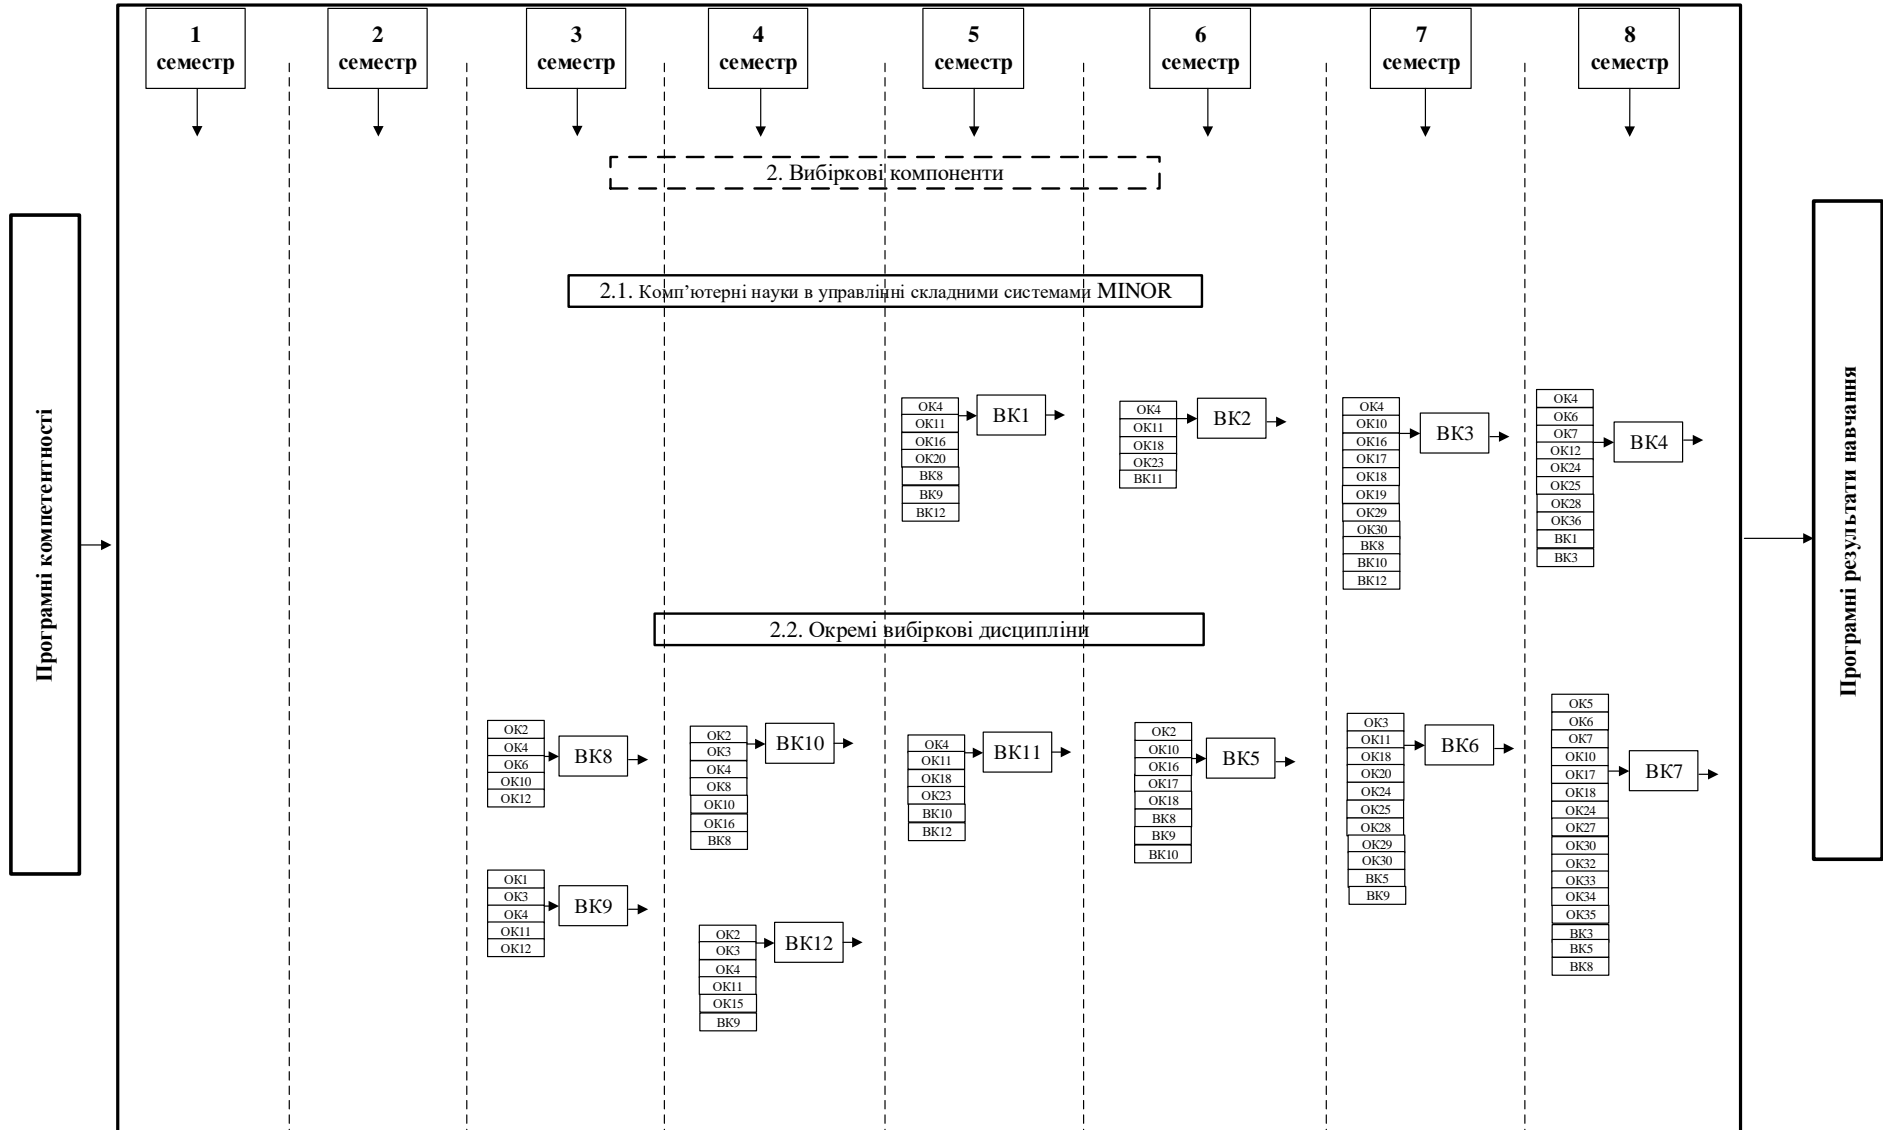 1
семестр
2
семестр
3
семестр
4
семестр
5
семестр
6
семестр
7
семестр
8
семестр
2. Вибіркові компоненти
Програмні компетентності
Програмні результати навчання
2.1. Комп’ютерні науки в управлінні складними системами MINOR
ОК4
ОК11
ОК16
ОК20
ВК8
ВК9
ВК12
ВК1
ОК4
ОК11
ОК18
ОК23
ВК11
ВК2
ОК4
ОК10
ОК16
ОК17
ОК18
ОК19
ОК29
ОК30
ВК8
ВК10
ВК12
ВК3
ОК4
ОК6
ОК7
ОК12
ОК24
ОК25
ОК28
ОК36
ВК1
ВК3
ВК4
2.2. Окремі вибіркові дисципліни
ОК2
ОК4
ОК6
ОК10
ОК12
ВК8
ОК1
ОК3
ОК4
ОК11
ОК12
ВК9
ОК2
ОК3
ОК4
ОК8
ОК10
ОК16
ВК8
ВК10
ОК2
ОК3
ОК4
ОК11
ОК15
ВК9
ВК12
ОК4
ОК11
ОК18
ОК23
ВК10
ВК12
ВК11
ОК2
ОК10
ОК16
ОК17
ОК18
ВК8
ВК9
ВК10
ВК5
ОК3
ОК11
ОК18
ОК20
ОК24
ОК25
ОК28
ОК29
ОК30
ВК5
ВК9
ВК6
ОК5
ОК6
ОК7
ОК10
ОК17
ОК18
ОК24
ОК27
ОК30
ОК32
ОК33
ОК34
ОК35
ВК3
ВК5
ВК8
ВК7